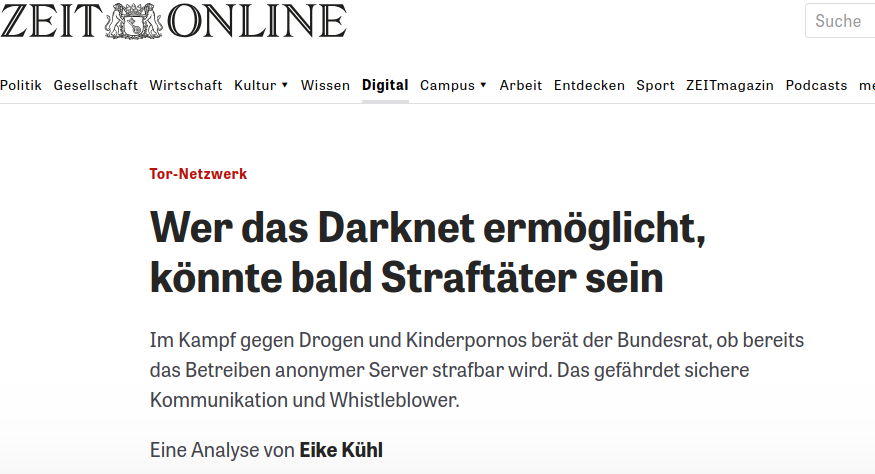 ZEIT ONLINE
Suche
Politik Gesellschaft Wirtschaft Kultur ▼ Wissen Digital Campus ▼ Arbeit Entdecken Sport ZEITmagazin Podcasts me
Tor-Netzwerk
Wer das Darknet ermöglicht,
könnte bald Straftäter sein
Im Kampf gegen Drogen und Kinderpornos berät der Bundesrat, ob bereits
das Betreiben anonymer Server strafbar wird. Das gefährdet sichere
Kommunikation und Whistleblower.
Eine Analyse von Eike Kühl